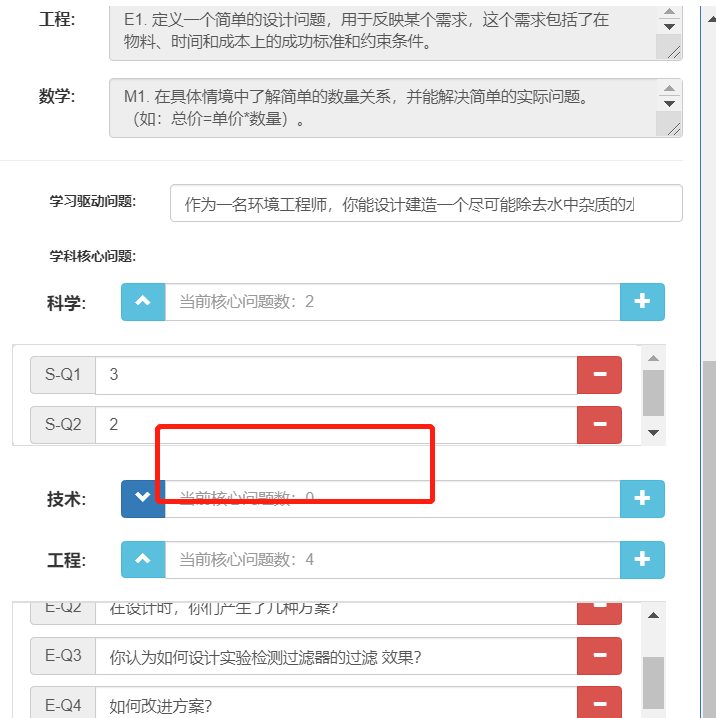 工程:
E1. 定义一个简单的设计问题，用于反映某个需求，这个需求包括了在
物料、时间和成本上的成功标准和约束条件。
数学:
M1. 在具体情境中了解简单的数量关系，并能解决简单的实际问题。
（如：总价=单价*数量）。
学习驱动问题:
作为一名环境工程师，你能设计建造一个尽可能除去水中杂质的
学科核心问题:
科学:
当前核心问题数：2
S-Q1
3
S-Q2
2
技术:
当前核心问题数：0
工程:
当前核心问题数：4
E-Q2
在设计时，你们产生了几种方案？
E-Q3
你认为如何设计实验检测过滤器的过滤 效果？
E-Q4
如何改进方案？